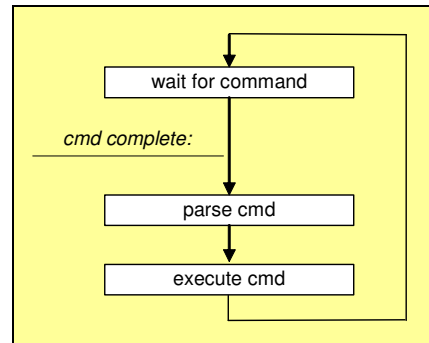 wait for command
cmd complete:
parse cmd
execute cmd